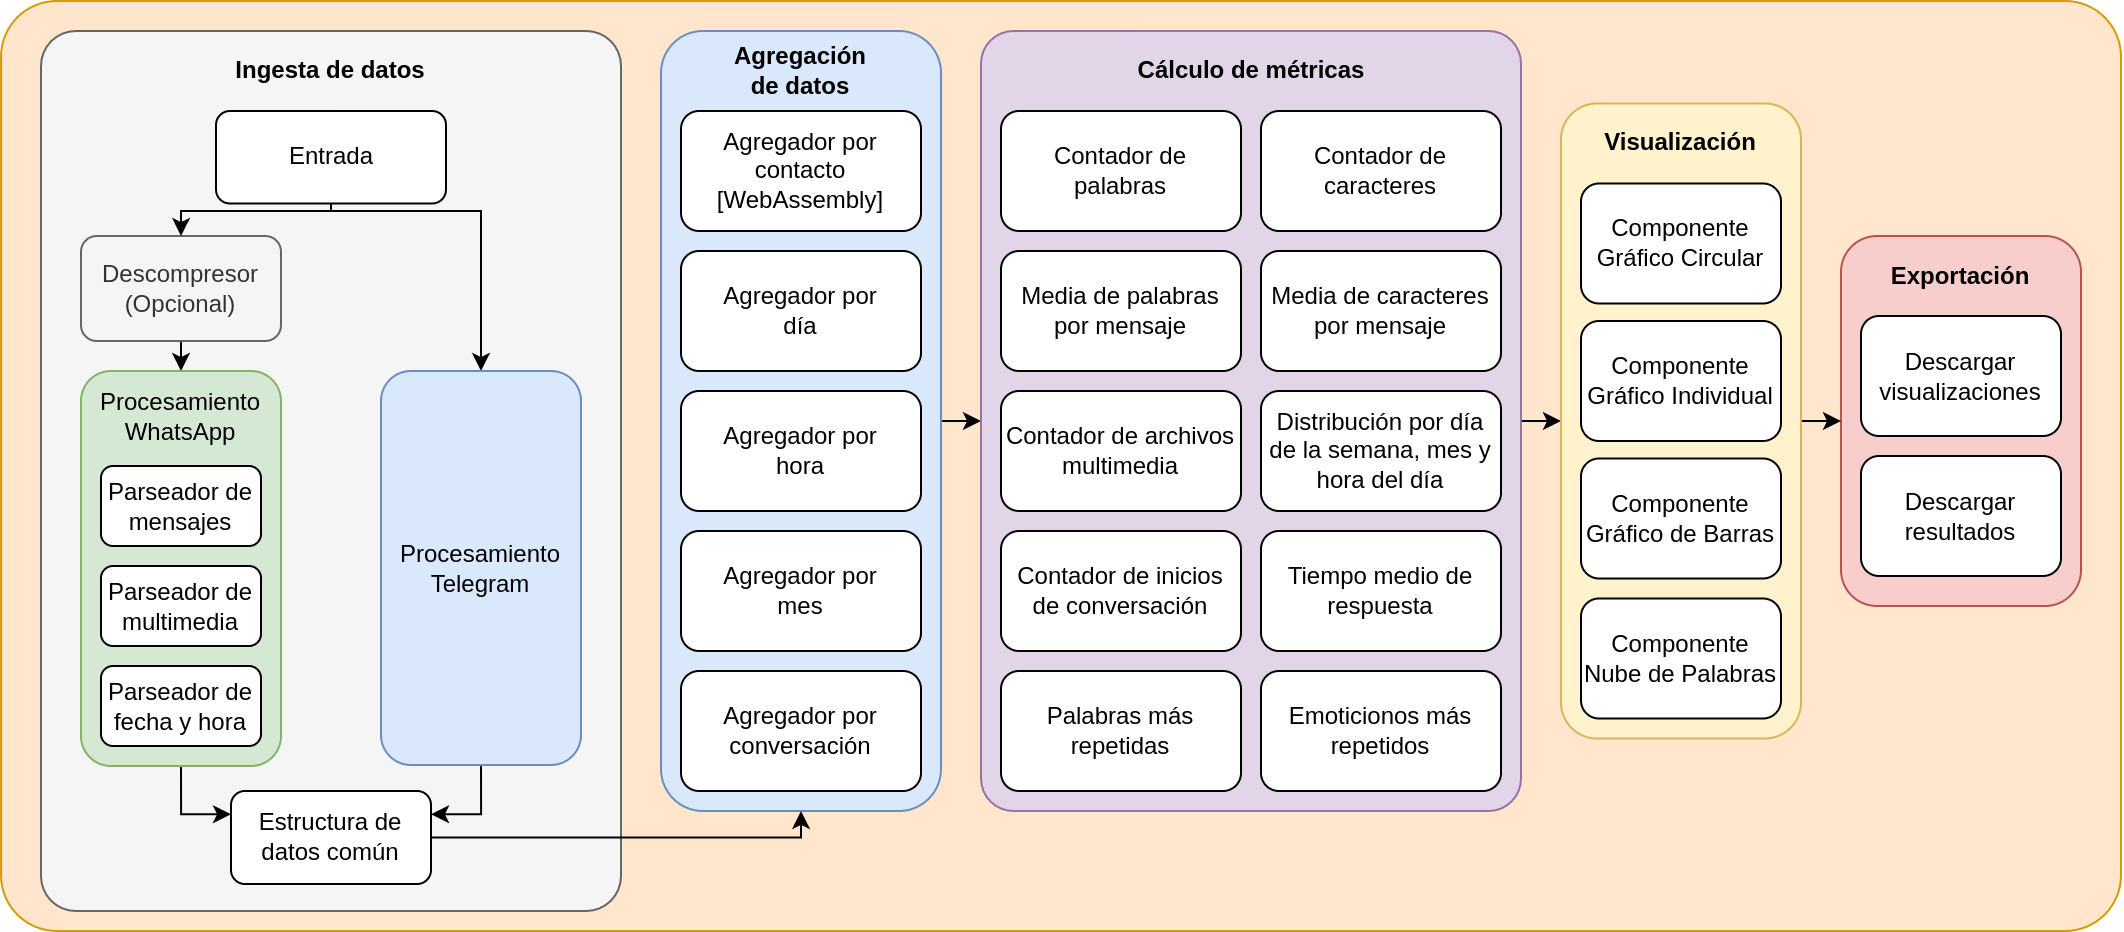 Ingesta de datos
Entrada
Descompresor
(Opcional)
Procesamiento
WhatsApp
Parseador de
mensajes
Parseador de
multimedia
Parseador de
fecha y hora
Procesamiento
Telegram
Estructura de
datos común
Agregación
de datos
Agregador por
contacto
[WebAssembly]
Agregador por
día
Agregador por
hora
Agregador por
mes
Agregador por
conversación
Cálculo de métricas
Contador de
palabras
Contador de
caracteres
Media de palabras
por mensaje
Media de caracteres
por mensaje
Contador de archivos
multimedia
Distribución por día
de la semana, mes y
hora del día
Contador de inicios
de conversación
Tiempo medio de
respuesta
Palabras más
repetidas
Emoticionos más
repetidos
Visualización
Componente
Gráfico Circular
Componente
Gráfico Individual
Componente
Gráfico de Barras
Componente
Nube de Palabras
Exportación
Descargar
visualizaciones
Descargar
resultados